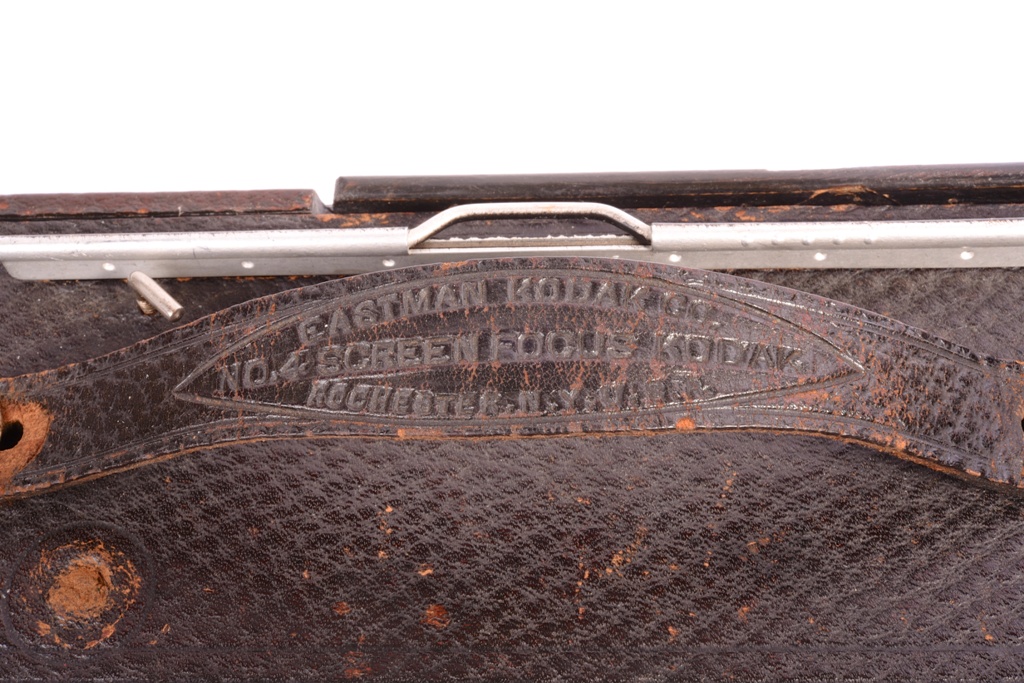 EASTMAN KODAK Co.
NO. 4 SCREEN FOCUS KODAK
ROCHESTER, N.Y., U.S.A.